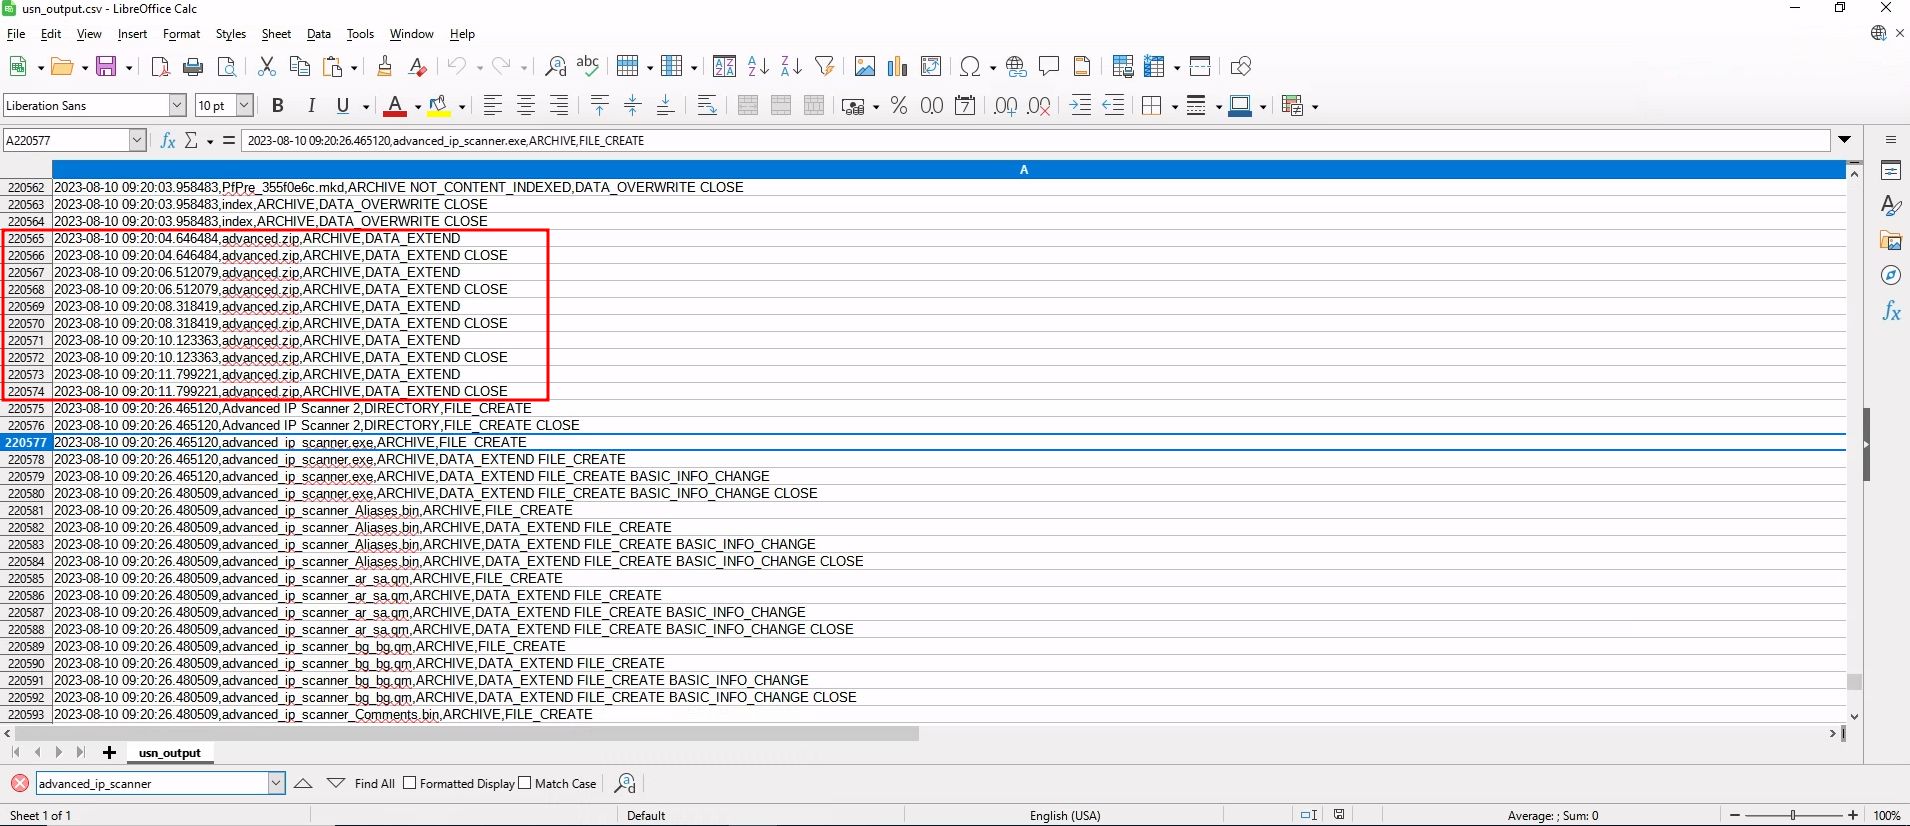 usn_output.csv - LibreOffice Calc
File Edit View Insert Format Styles Sheet Data Tools Window Help
Liberation Sans 10 pt
A220577 2023-08-10 09:20:26.465120,advanced_ip_scanner.exe,ARCHIVE,FILE_CREATE
A
220562 2023-08-10 09:20:03.958483,PfPre_355f0e6c.mkd,ARCHIVE NOT_CONTENT_INDEXED,DATA_OVERWRITE CLOSE
220563 2023-08-10 09:20:03.958483,index,ARCHIVE,DATA_OVERWRITE CLOSE
220564 2023-08-10 09:20:03.958483,index,ARCHIVE,DATA_OVERWRITE CLOSE
220565 2023-08-10 09:20:04.646484,advanced.zip,ARCHIVE,DATA_EXTEND
220566 2023-08-10 09:20:04.646484,advanced.zip,ARCHIVE,DATA_EXTEND CLOSE
220567 2023-08-10 09:20:06.512079,advanced.zip,ARCHIVE,DATA_EXTEND
220568 2023-08-10 09:20:06.512079,advanced.zip,ARCHIVE,DATA_EXTEND CLOSE
220569 2023-08-10 09:20:08.318419,advanced.zip,ARCHIVE,DATA_EXTEND
220570 2023-08-10 09:20:08.318419,advanced.zip,ARCHIVE,DATA_EXTEND CLOSE
220571 2023-08-10 09:20:10.123363,advanced.zip,ARCHIVE,DATA_EXTEND
220572 2023-08-10 09:20:10.123363,advanced.zip,ARCHIVE,DATA_EXTEND CLOSE
220573 2023-08-10 09:20:11.799221,advanced.zip,ARCHIVE,DATA_EXTEND
220574 2023-08-10 09:20:11.799221,advanced.zip,ARCHIVE,DATA_EXTEND CLOSE
220575 2023-08-10 09:20:26.465120,Advanced IP Scanner 2,DIRECTORY,FILE_CREATE
220576 2023-08-10 09:20:26.465120,Advanced IP Scanner 2,DIRECTORY,FILE_CREATE CLOSE
220577 2023-08-10 09:20:26.465120,advanced_ip_scanner.exe,ARCHIVE,FILE_CREATE
220578 2023-08-10 09:20:26.465120,advanced_ip_scanner.exe,ARCHIVE,DATA_EXTEND FILE_CREATE
220579 2023-08-10 09:20:26.465120,advanced_ip_scanner.exe,ARCHIVE,DATA_EXTEND FILE_CREATE BASIC_INFO_CHANGE
220580 2023-08-10 09:20:26.480509,advanced_ip_scanner.exe,ARCHIVE,DATA_EXTEND FILE_CREATE BASIC_INFO_CHANGE CLOSE
220581 2023-08-10 09:20:26.480509,advanced_ip_scanner_Aliases.bin,ARCHIVE,FILE_CREATE
220582 2023-08-10 09:20:26.480509,advanced_ip_scanner_Aliases.bin,ARCHIVE,DATA_EXTEND FILE_CREATE
220583 2023-08-10 09:20:26.480509,advanced_ip_scanner_Aliases.bin,ARCHIVE,DATA_EXTEND FILE_CREATE BASIC_INFO_CHANGE
220584 2023-08-10 09:20:26.480509,advanced_ip_scanner_Aliases.bin,ARCHIVE,DATA_EXTEND FILE_CREATE BASIC_INFO_CHANGE CLOSE
220585 2023-08-10 09:20:26.480509,advanced_ip_scanner_ar_sa.qm,ARCHIVE,FILE_CREATE
220586 2023-08-10 09:20:26.480509,advanced_ip_scanner_ar_sa.qm,ARCHIVE,DATA_EXTEND FILE_CREATE
220587 2023-08-10 09:20:26.480509,advanced_ip_scanner_ar_sa.qm,ARCHIVE,DATA_EXTEND FILE_CREATE BASIC_INFO_CHANGE
220588 2023-08-10 09:20:26.480509,advanced_ip_scanner_ar_sa.qm,ARCHIVE,DATA_EXTEND FILE_CREATE BASIC_INFO_CHANGE CLOSE
220589 2023-08-10 09:20:26.480509,advanced_ip_scanner_bg_bg.qm,ARCHIVE,FILE_CREATE
220590 2023-08-10 09:20:26.480509,advanced_ip_scanner_bg_bg.qm,ARCHIVE,DATA_EXTEND FILE_CREATE
220591 2023-08-10 09:20:26.480509,advanced_ip_scanner_bg_bg.qm,ARCHIVE,DATA_EXTEND FILE_CREATE BASIC_INFO_CHANGE
220592 2023-08-10 09:20:26.480509,advanced_ip_scanner_bg_bg.qm,ARCHIVE,DATA_EXTEND FILE_CREATE BASIC_INFO_CHANGE CLOSE
220593 2023-08-10 09:20:26.480509,advanced_ip_scanner_Comments.bin,ARCHIVE,FILE_CREATE
usn_output
advanced_ip_scanner Find All Formatted Display Match Case
Sheet 1 of 1 Default English (USA) Average: ; Sum: 0 100%